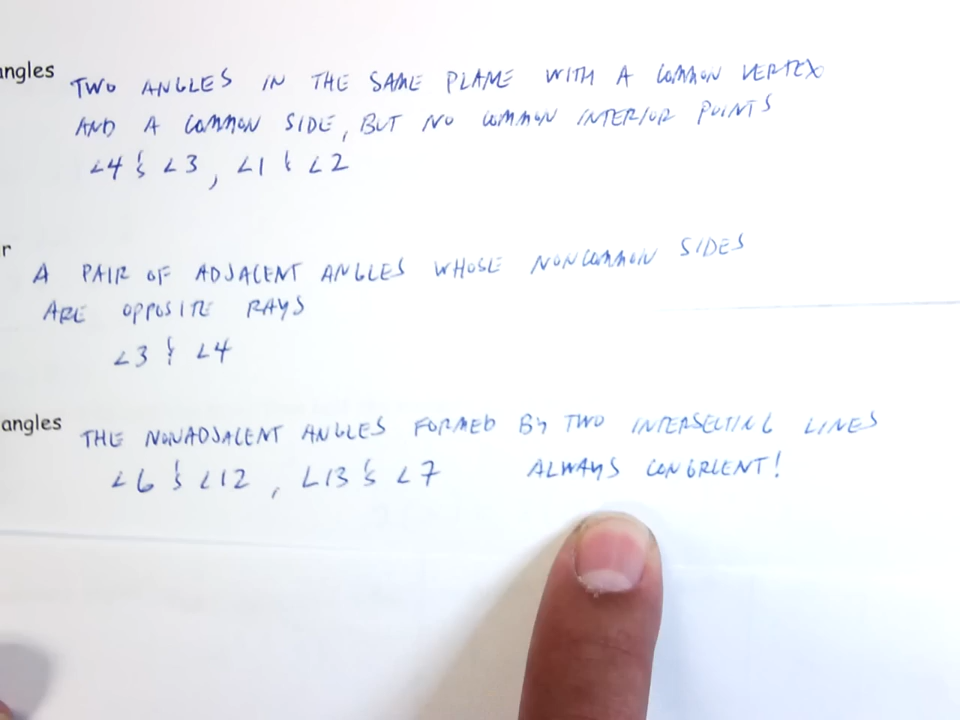 angles TWO ANGLES IN THE SAME PLANE WITH A COMMON VERTEX
AND A COMMON SIDE, BUT NO COMMON INTERIOR POINTS
∠4 & ∠3, ∠1 & ∠2
r
A PAIR OF ADJACENT ANGLES WHOSE NONCOMMON SIDES
ARE OPPOSITE RAYS
∠3 & ∠4
angles THE NONADJACENT ANGLES FORMED BY TWO INTERSECTING LINES
∠6 & ∠12, ∠13 & ∠7 ALWAYS CONGRUENT!